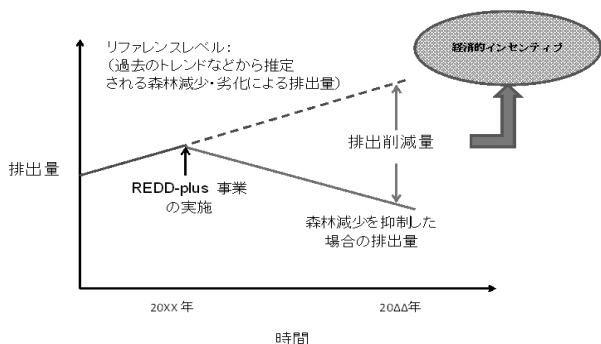 リファレンスレベル：
（過去のトレンドなどから推定
される森林減少・劣化による排出量）
経済的インセンティブ
排出削減量
排出量
REDD-plus 事業
の実施
森林減少を抑制した
場合の排出量
20XX 年
20ΔΔ年
時間